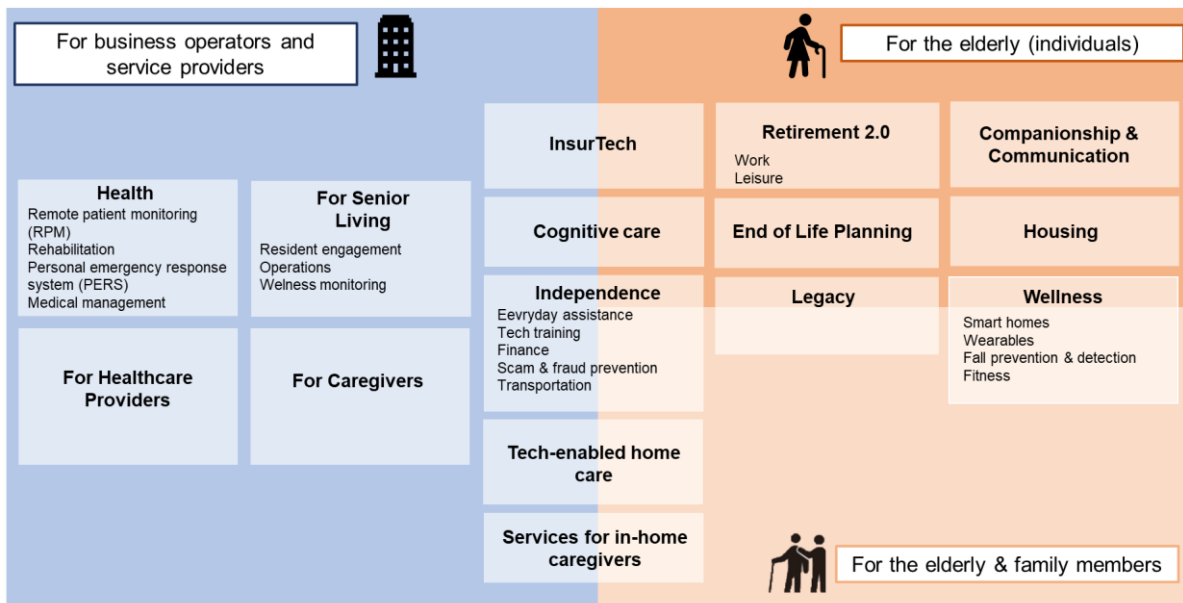 For business operators and
service providers
For the elderly (individuals)
Health
Remote patient monitoring
(RPM)
Rehabilitation
Personal emergency response
system (PERS)
Medical management
For Senior
Living
Resident engagement
Operations
Welness monitoring
For Healthcare
Providers
For Caregivers
InsurTech
Cognitive care
Independence
Eevryday assistance
Tech training
Finance
Scam & fraud prevention
Transportation
Tech-enabled home
care
Services for in-home
caregivers
Retirement 2.0
Work
Leisure
End of Life Planning
Legacy
Companionship &
Communication
Housing
Wellness
Smart homes
Wearables
Fall prevention & detection
Fitness
For the elderly & family members